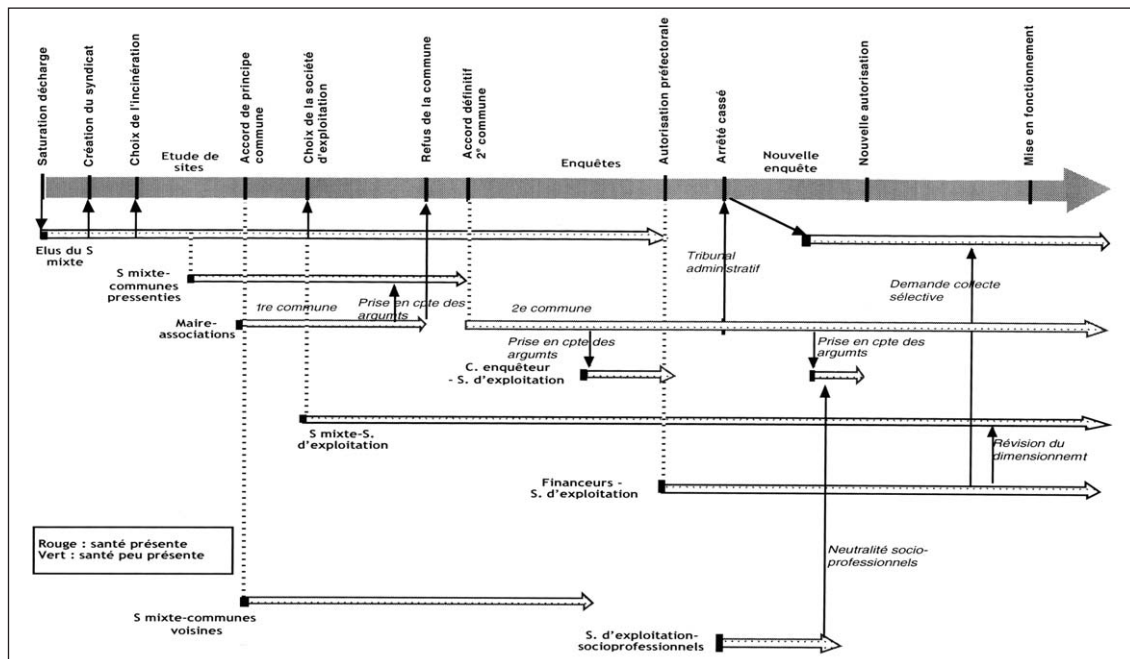 Saturation décharge
Création du syndicat
Choix de l'incinération
Accord de principe
commune
Choix de la société
d'exploitation
Refus de la commune
Accord définitif
2e commune
Autorisation préfectorale
Arrêté cassé
Nouvelle autorisation
Mise en fonctionnement
Etude de
sites
Enquêtes
Nouvelle
enquête
Elus du S
mixte
S mixte-
communes
pressenties
Tribunal
administratif
Demande collecte
sélective
1re commune
Prise en cpte des
argumts
2e commune
Maire-
associations
Prise en cpte des
argumts
Prise en cpte des
argumts
C. enquêteur
- S. d'exploitation
S mixte-S.
d'exploitation
Révision du
dimensionnemt
Financeurs -
S. d'exploitation
Rouge : santé présente
Vert : santé peu présente
Neutralité socio-
professionnels
S mixte-communes
voisines
S. d'exploitation-
socioprofessionnels